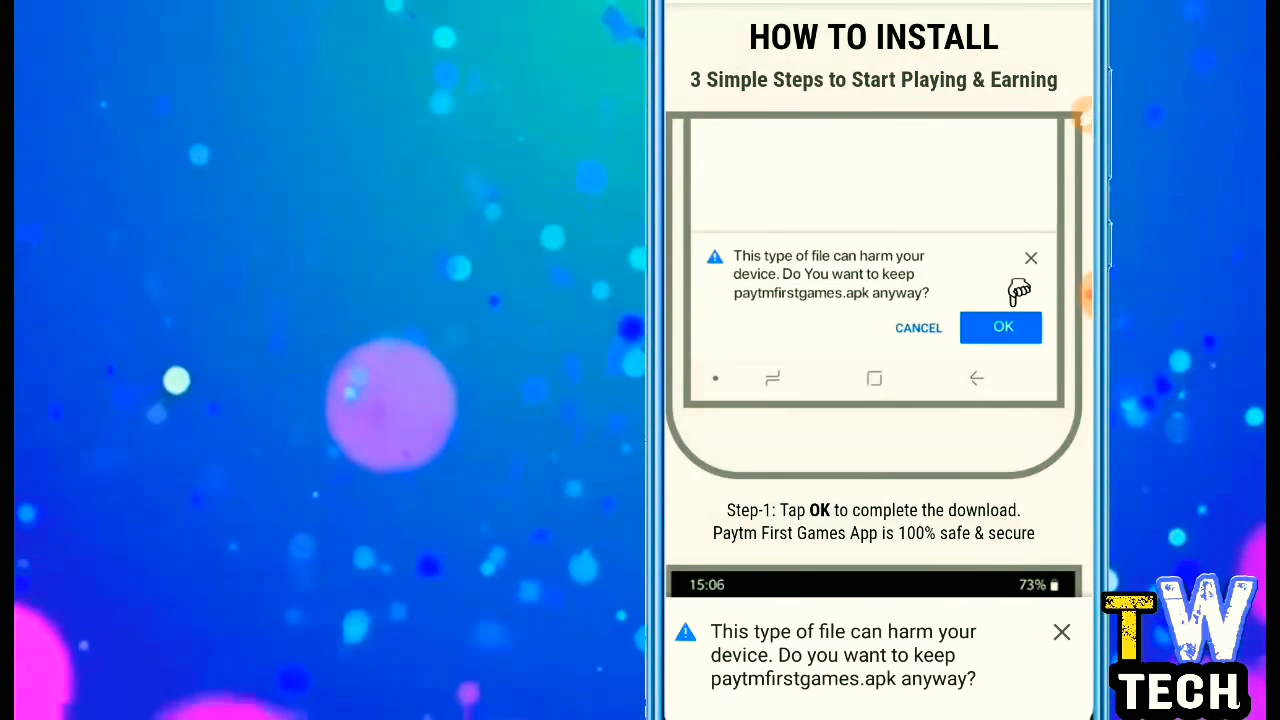 HOW TO INSTALL
3 Simple Steps to Start Playing & Earning
This type of file can harm your
device. Do You want to keep
paytmfirstgames.apk anyway?
CANCEL
OK
Step-1: Tap OK to complete the download.
Paytm First Games App is 100% safe & secure
15:06
73%
This type of file can harm your
device. Do you want to keep
paytmfirstgames.apk anyway?
TW
TECH